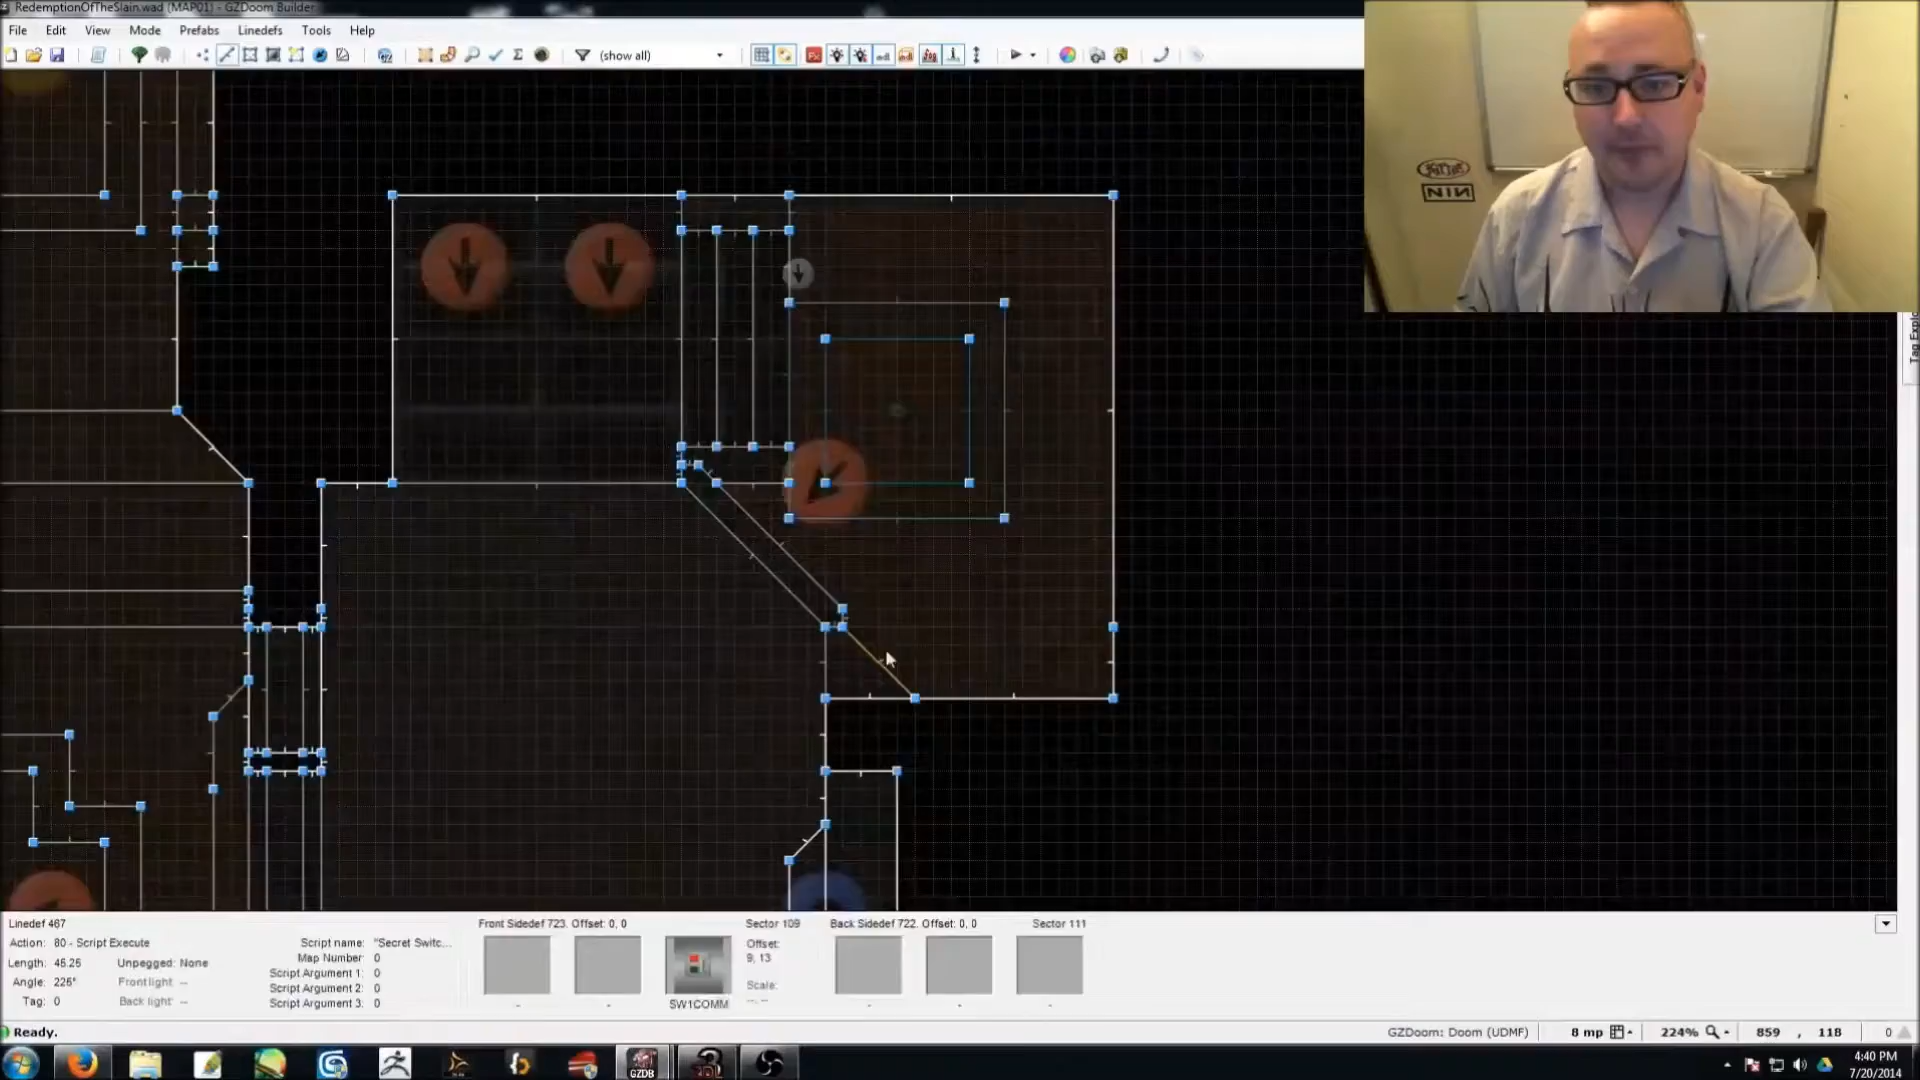 RedemptionOfTheSlain.wad (MAP01) - GZDoom Builder
File Edit View Mode Prefabs Linedefs Tools Help
(show all)
NIN
Linedef 467
Action: 80 - Script Execute
Length: 45.25 Unpegged: None
Angle: 225° Front light: --
Tag: 0 Back light: --
Script name: "Secret Switc...
Map Number: 0
Script Argument 1: 0
Script Argument 2: 0
Script Argument 3: 0
Front Sidedef 723. Offset: 0, 0 Sector 109
SW1COMM
Offset:
9, 13
Scale:
--, --
Back Sidedef 722. Offset: 0, 0 Sector 111
Ready.
GZDoom: Doom (UDMF) 8 mp 224% 859 , 118 0
GZDB
4:40 PM
7/20/2014